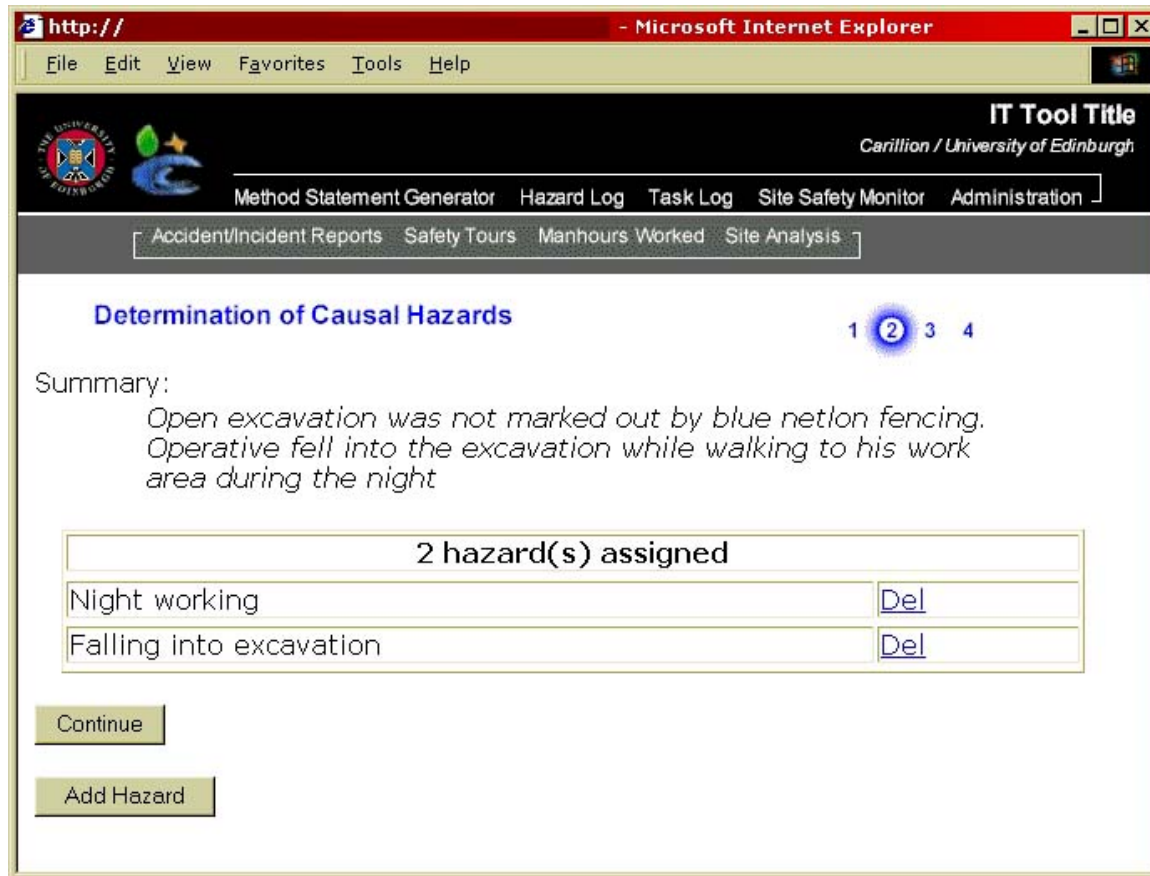 http:// - Microsoft Internet Explorer
File Edit View Favorites Tools Help
THE UNIVERSITY OF EDINBURGH
IT Tool Title
Carillion / University of Edinburgh
Method Statement Generator Hazard Log Task Log Site Safety Monitor Administration
Accident/Incident Reports Safety Tours Manhours Worked Site Analysis
Determination of Causal Hazards
1 2 3 4
Summary:
Open excavation was not marked out by blue netlon fencing.
Operative fell into the excavation while walking to his work
area during the night
2 hazard(s) assigned
Night working Del
Falling into excavation Del
Continue
Add Hazard